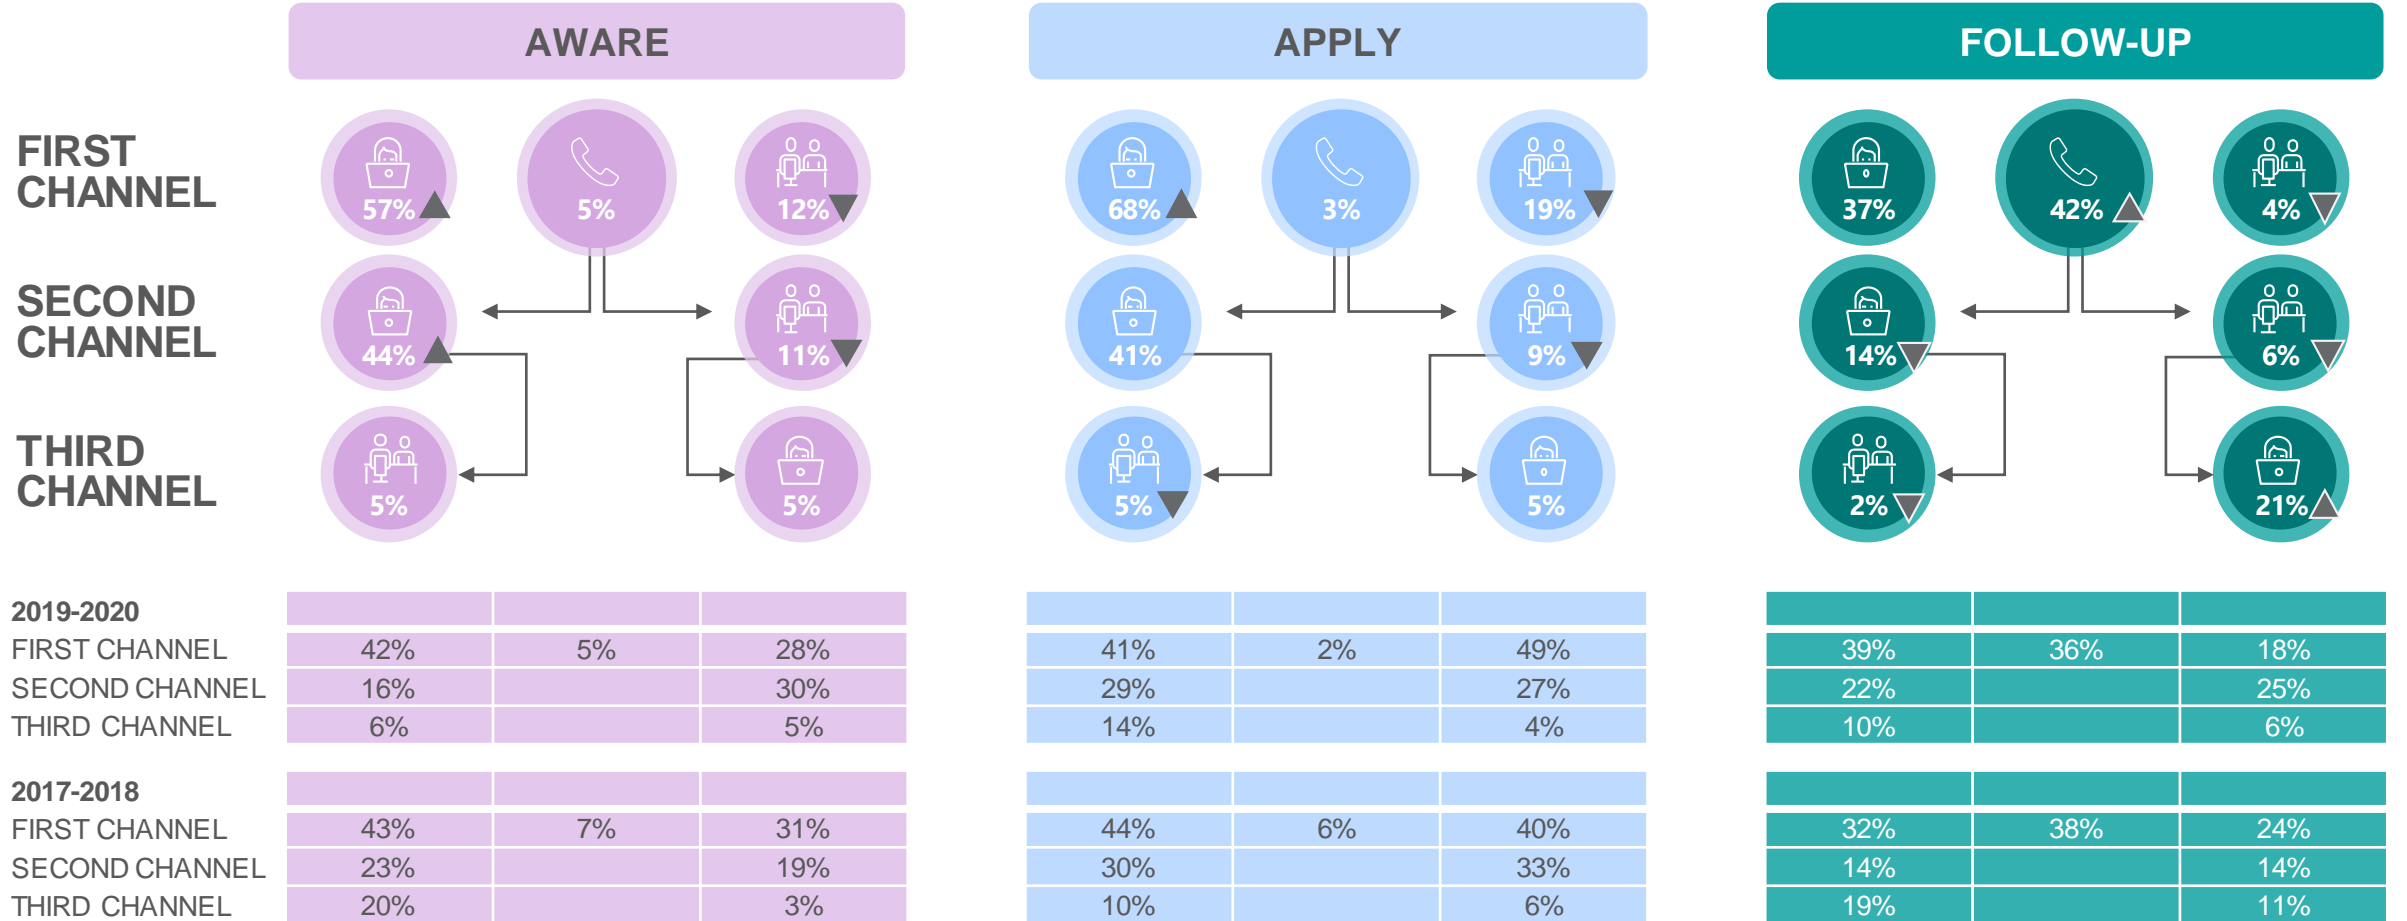 AWARE APPLY FOLLOW-UP
FIRST
CHANNEL
57% 5% 12% 68% 3% 19% 37% 42% 4%
SECOND
CHANNEL
44% 11% 41% 9% 14% 6%
THIRD
CHANNEL
5% 5% 5% 5% 2% 21%
2019-2020
FIRST CHANNEL 42% 5% 28% 41% 2% 49% 39% 36% 18%
SECOND CHANNEL 16% 30% 29% 27% 22% 25%
THIRD CHANNEL 6% 5% 14% 4% 10% 6%
2017-2018
FIRST CHANNEL 43% 7% 31% 44% 6% 40% 32% 38% 24%
SECOND CHANNEL 23% 19% 30% 33% 14% 14%
THIRD CHANNEL 20% 3% 10% 6% 19% 11%